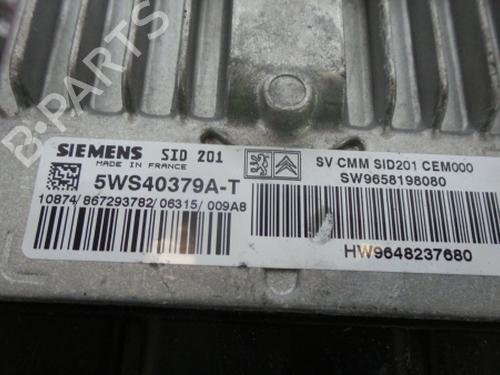 B-PARTS
SIEMENS SID 201
MADE IN FRANCE
5WS40379A-T
10874/867293782/06315/009A8
SV CMM SID201 CEM000
SW9658198080
HW9648237680